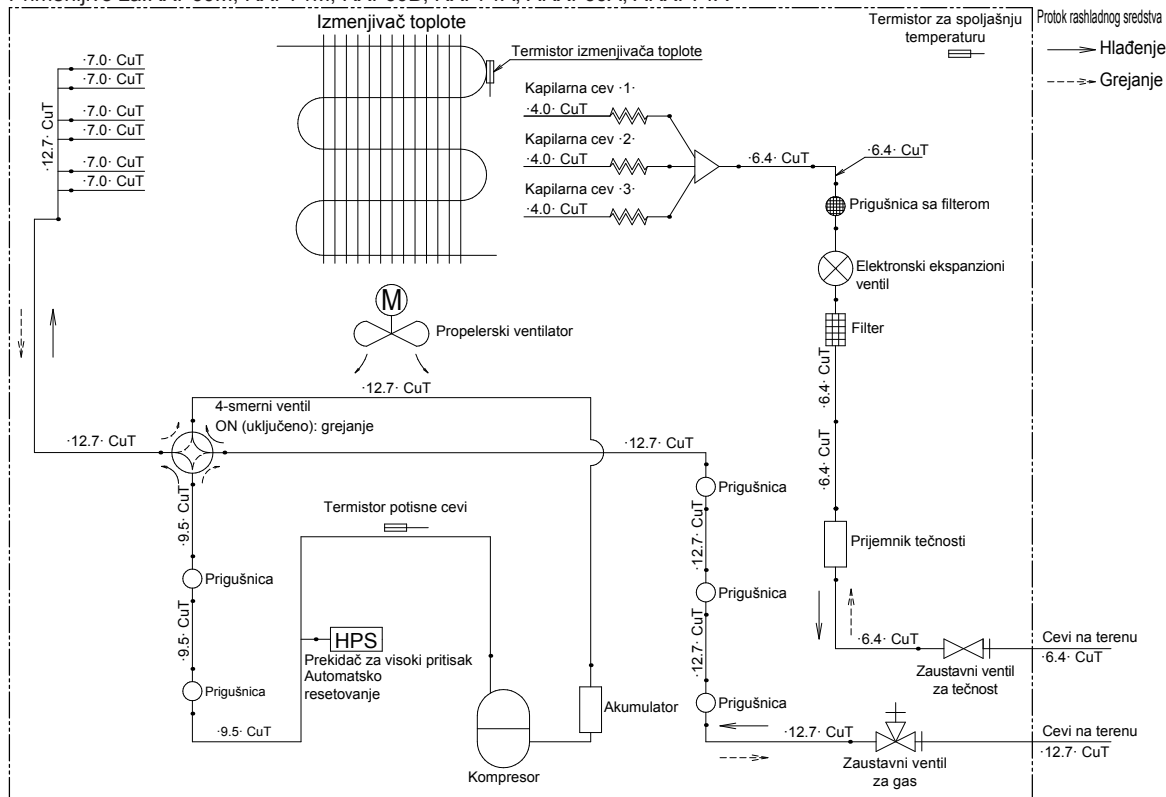 Izmenjivač toplote
Termistor za spoljašnju
temperaturu
Protok rashladnog sredstva
Hlađenje
Grejanje
·7.0· CuT
·7.0· CuT
·7.0· CuT
·7.0· CuT
·7.0· CuT
·7.0· CuT
·12.7· CuT
Termistor izmenjivača toplote
Kapilarna cev ·1·
·4.0· CuT
Kapilarna cev ·2·
·4.0· CuT
Kapilarna cev ·3·
·4.0· CuT
·6.4· CuT
·6.4· CuT
Prigušnica sa filterom
Elektronski ekspanzioni
ventil
Filter
·6.4· CuT
·6.4· CuT
Prijemnik tečnosti
M
Propelerski ventilator
·12.7· CuT
4-smerni ventil
ON (uključeno): grejanje
·12.7· CuT
·12.7· CuT
·9.5· CuT
Prigušnica
·9.5· CuT
Prigušnica
·9.5· CuT
Termistor potisne cevi
HPS
Prekidač za visoki pritisak
Automatsko
resetovanje
Kompresor
Akumulator
Prigušnica
·12.7· CuT
Prigušnica
·12.7· CuT
Prigušnica
·6.4· CuT
Zaustavni ventil
za tečnost
Cevi na terenu
·6.4· CuT
·12.7· CuT
Zaustavni ventil
za gas
Cevi na terenu
·12.7· CuT